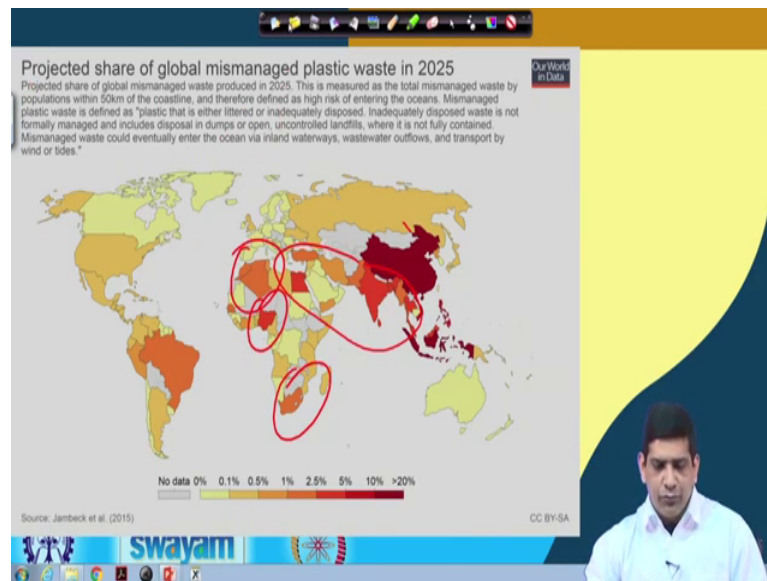 Projected share of global mismanaged plastic waste in 2025
Our World
in Data
Projected share of global mismanaged waste produced in 2025. This is measured as the total mismanaged waste by
populations within 50km of the coastline, and therefore defined as high risk of entering the oceans. Mismanaged
plastic waste is defined as "plastic that is either littered or inadequately disposed. Inadequately disposed waste is not
formally managed and includes disposal in dumps or open, uncontrolled landfills, where it is not fully contained.
Mismanaged waste could eventually enter the ocean via inland waterways, wastewater outflows, and transport by
wind or tides."
No data 0% 0.1% 0.5% 1% 2.5% 5% 10% >20%
Source: Jambeck et al. (2015)
CC BY-SA
swayam